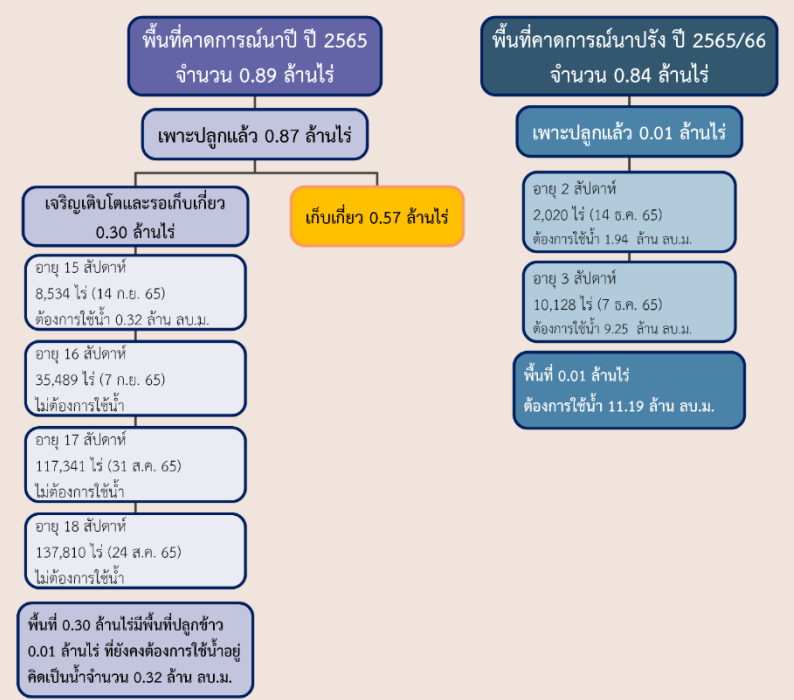 พื้นที่คาดการณ์นาปี ปี 2565
จำนวน 0.89 ล้านไร่
เพาะปลูกแล้ว 0.87 ล้านไร่
เจริญเติบโตและรอเก็บเกี่ยว
0.30 ล้านไร่
เก็บเกี่ยว 0.57 ล้านไร่
อายุ 15 สัปดาห์
8,534 ไร่ (14 ก.ย. 65)
ต้องการใช้น้ำ 0.32 ล้าน ลบ.ม.
อายุ 16 สัปดาห์
35,489 ไร่ (7 ก.ย. 65)
ไม่ต้องการใช้น้ำ
อายุ 17 สัปดาห์
117,341 ไร่ (31 ส.ค. 65)
ไม่ต้องการใช้น้ำ
อายุ 18 สัปดาห์
137,810 ไร่ (24 ส.ค. 65)
ไม่ต้องการใช้น้ำ
พื้นที่ 0.30 ล้านไร่มีพื้นที่ปลูกข้าว
0.01 ล้านไร่ ที่ยังคงต้องการใช้น้ำอยู่
คิดเป็นน้ำจำนวน 0.32 ล้าน ลบ.ม.
พื้นที่คาดการณ์นาปรัง ปี 2565/66
จำนวน 0.84 ล้านไร่
เพาะปลูกแล้ว 0.01 ล้านไร่
อายุ 2 สัปดาห์
2,020 ไร่ (14 ธ.ค. 65)
ต้องการใช้น้ำ 1.94 ล้าน ลบ.ม.
อายุ 3 สัปดาห์
10,128 ไร่ (7 ธ.ค. 65)
ต้องการใช้น้ำ 9.25 ล้าน ลบ.ม.
พื้นที่ 0.01 ล้านไร่
ต้องการใช้น้ำ 11.19 ล้าน ลบ.ม.